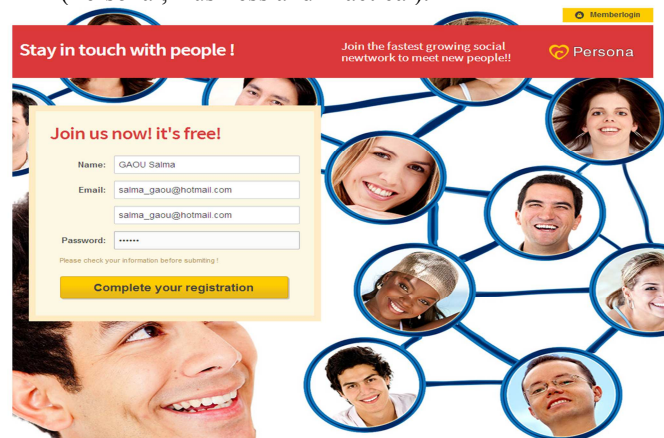 Memberlogin
Stay in touch with people !
Join the fastest growing social
newtwork to meet new people!!
Persona
Join us now! it's free!
Name: GAOU Salma
Email: salma_gaou@hotmail.com
salma_gaou@hotmail.com
Password: ••••••
Please check your information before submiting !
Complete your registration